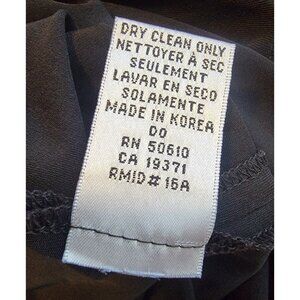 DRY CLEAN ONLY
NETTOYER À SEC
SEULEMENT
LAVAR EN SECO
SOLAMENTE
MADE IN KOREA
DO
RN 50610
CA 19371
RMID# 16A